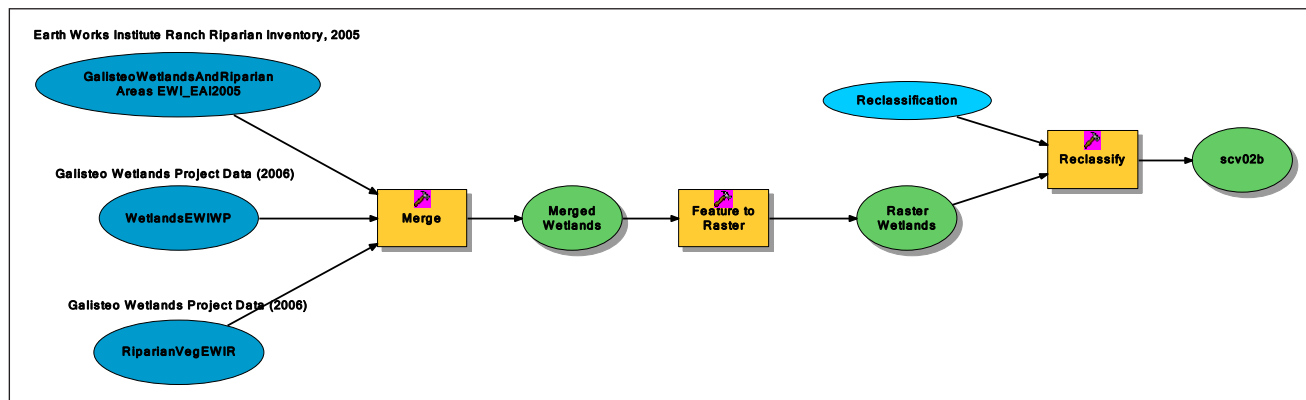 Earth Works Institute Ranch Riparian Inventory, 2005
GalisteoWetlandsAndRiparian
Areas EWI_EAI2005
Galisteo Wetlands Project Data (2006)
WetlandsEWIWP
Galisteo Wetlands Project Data (2006)
RiparianVegEWIR
Merge
Merged
Wetlands
Feature to
Raster
Raster
Wetlands
Reclassification
Reclassify
scv02b